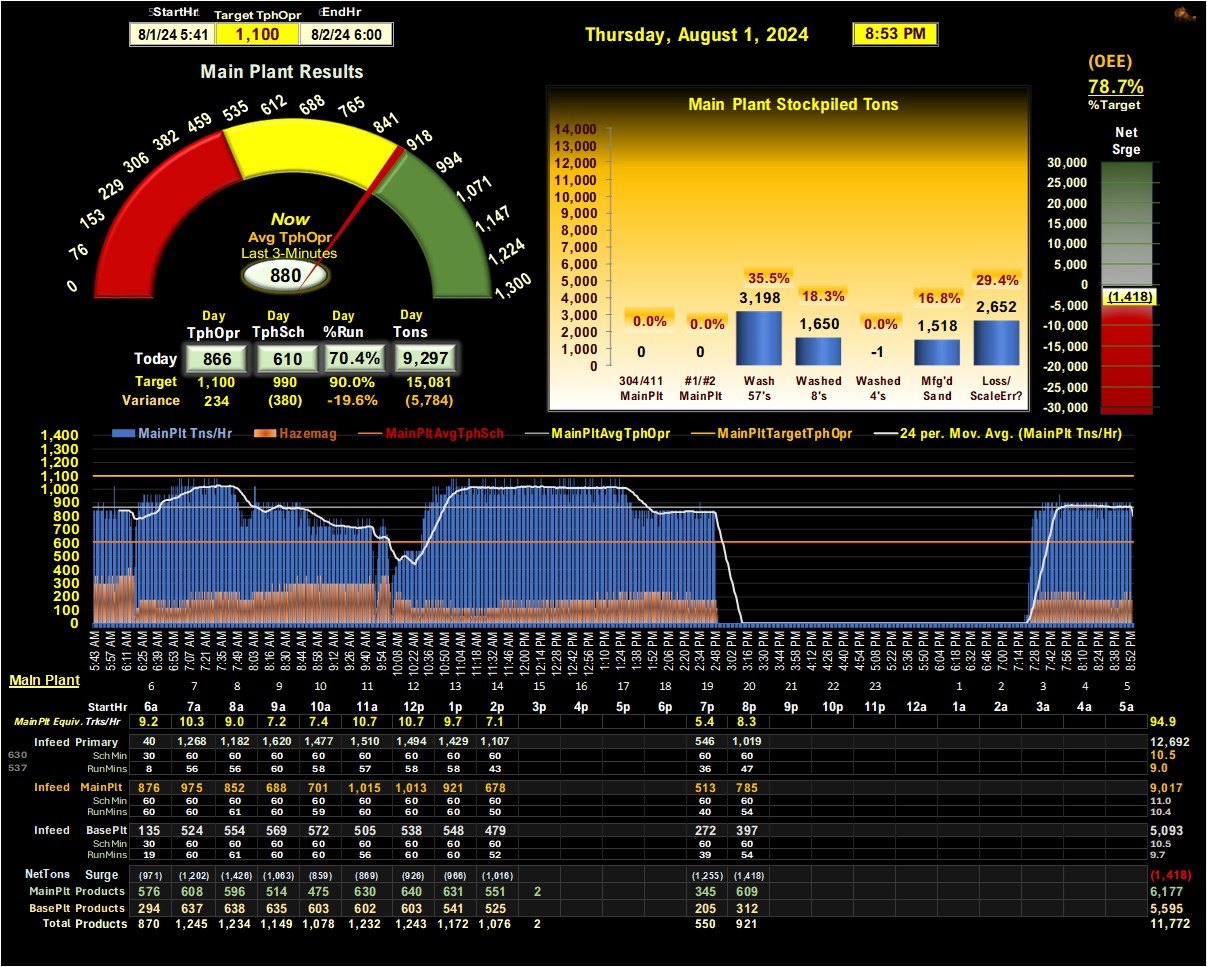 StartHr Target TphOpr EndHr
8/1/24 5:41 1,100 8/2/24 6:00
Thursday, August 1, 2024 8:53 PM
(OEE)
78.7%
%Target
Main Plant Results
0 76 153 229 306 382 459 535 612 688 765 841 918 994 1,071 1,147 1,224 1,300
Now
Avg TphOpr
Last 3-Minutes
880
Day Day Day Day
TphOpr TphSch %Run Tons
Today 866 610 70.4% 9,297
Target 1,100 990 90.0% 15,081
Variance 234 (380) -19.6% (5,784)
Main Plant Stockpiled Tons
14,000
13,000
12,000
11,000
10,000
9,000
8,000
7,000
6,000
5,000
4,000
3,000
2,000
1,000
0
0.0% 0.0% 35.5% 18.3% 0.0% 16.8% 29.4%
0 0 3,198 1,650 -1 1,518 2,652
304/411 #1/#2 Wash Washed Washed Mfg'd Loss/
MainPlt MainPlt 57's 8's 4's Sand ScaleErr?
Net
Srge
30,000
25,000
20,000
15,000
10,000
5,000
0
(1,418)
-5,000
-10,000
-15,000
-20,000
-25,000
-30,000
MainPlt Tns/Hr Hazemag MainPltAvgTphSch MainPltAvgTphOpr MainPltTargetTphOpr 24 per. Mov. Avg. (MainPlt Tns/Hr)
1,400
1,300
1,200
1,100
1,000
900
800
700
600
500
400
300
200
100
0
5:43 AM 5:57 AM 6:11 AM 6:25 AM 6:39 AM 6:53 AM 7:07 AM 7:21 AM 7:35 AM 7:49 AM 8:03 AM 8:16 AM 8:30 AM 8:44 AM 8:58 AM 9:12 AM 9:26 AM 9:40 AM 9:54 AM 10:08 AM 10:22 AM 10:36 AM 10:50 AM 11:04 AM 11:18 AM 11:32 AM 11:46 AM 12:00 PM 12:14 PM 12:28 PM 12:42 PM 12:56 PM 1:10 PM 1:24 PM 1:38 PM 1:52 PM 2:06 PM 2:20 PM 2:34 PM 2:48 PM 3:02 PM 3:16 PM 3:30 PM 3:44 PM 3:58 PM 4:12 PM 4:26 PM 4:40 PM 4:54 PM 5:08 PM 5:22 PM 5:36 PM 5:50 PM 6:04 PM 6:18 PM 6:32 PM 6:46 PM 7:00 PM 7:14 PM 7:28 PM 7:42 PM 7:56 PM 8:10 PM 8:24 PM 8:38 PM 8:52 PM
Main Plant 6 7 8 9 10 11 12 13 14 15 16 17 18 19 20 21 22 23 1 2 3 4 5
StartHr 6a 7a 8a 9a 10a 11a 12p 1p 2p 3p 4p 5p 6p 7p 8p 9p 10p 11p 12a 1a 2a 3a 4a 5a
MainPlt Equiv. Trks/Hr 9.2 10.3 9.0 7.2 7.4 10.7 10.7 9.7 7.1 5.4 8.3 94.9
Infeed Primary 40 1,268 1,182 1,620 1,477 1,510 1,494 1,429 1,107 546 1,019 12,692
630 SchMin 30 60 60 60 60 60 60 60 60 60 60 10.5
537 RunMins 8 56 56 60 58 57 58 58 43 36 47 9.0
Infeed MainPlt 876 975 852 688 701 1,015 1,013 921 678 513 785 9,017
SchMin 60 60 60 60 60 60 60 60 60 60 60 11.0
RunMins 60 60 61 60 59 60 60 60 50 40 54 10.4
Infeed BasePlt 135 524 554 569 572 505 538 548 479 272 397 5,093
SchMin 30 60 60 60 60 60 60 60 60 60 60 10.5
RunMins 19 60 61 60 60 56 60 60 52 39 54 9.7
NetTons Surge (971) (1,202) (1,426) (1,063) (859) (869) (926) (966) (1,016) (1,255) (1,418) (1,418)
MainPlt Products 576 608 596 514 475 630 640 631 551 2 345 609 6,177
BasePlt Products 294 637 638 635 603 602 603 541 525 205 312 5,595
Total Products 870 1,245 1,234 1,149 1,078 1,232 1,243 1,172 1,076 2 550 921 11,772